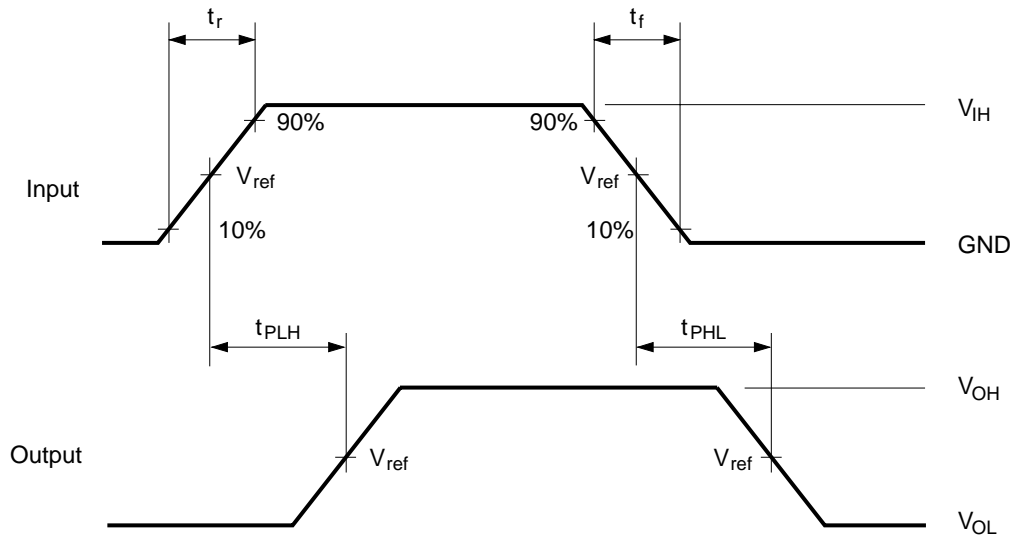 tr tf
90% 90% VIH
Input Vref Vref
10% 10% GND
tPLH tPHL
VOH
Output Vref Vref
VOL